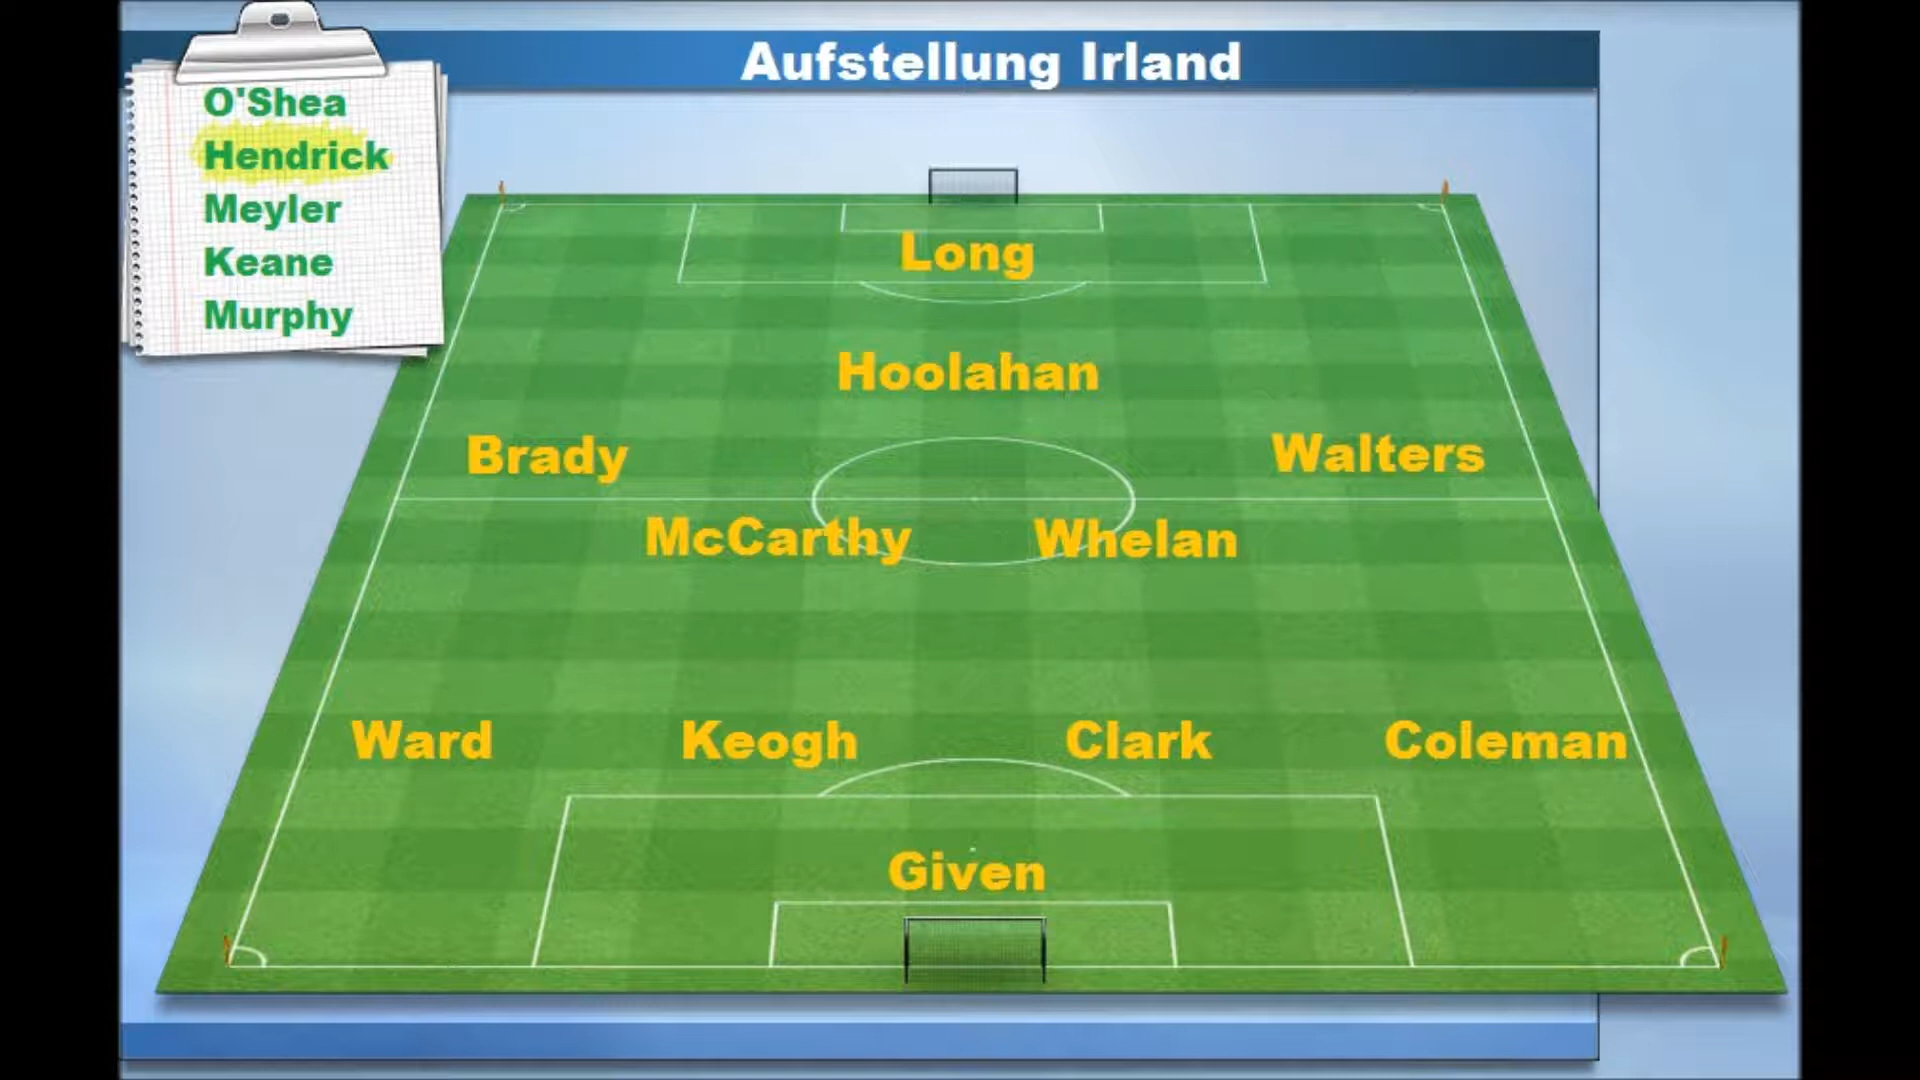 Aufstellung Irland
O'Shea
Hendrick
Meyler
Keane
Murphy
Long
Hoolahan
Brady
Walters
McCarthy
Whelan
Ward
Keogh
Clark
Coleman
Given